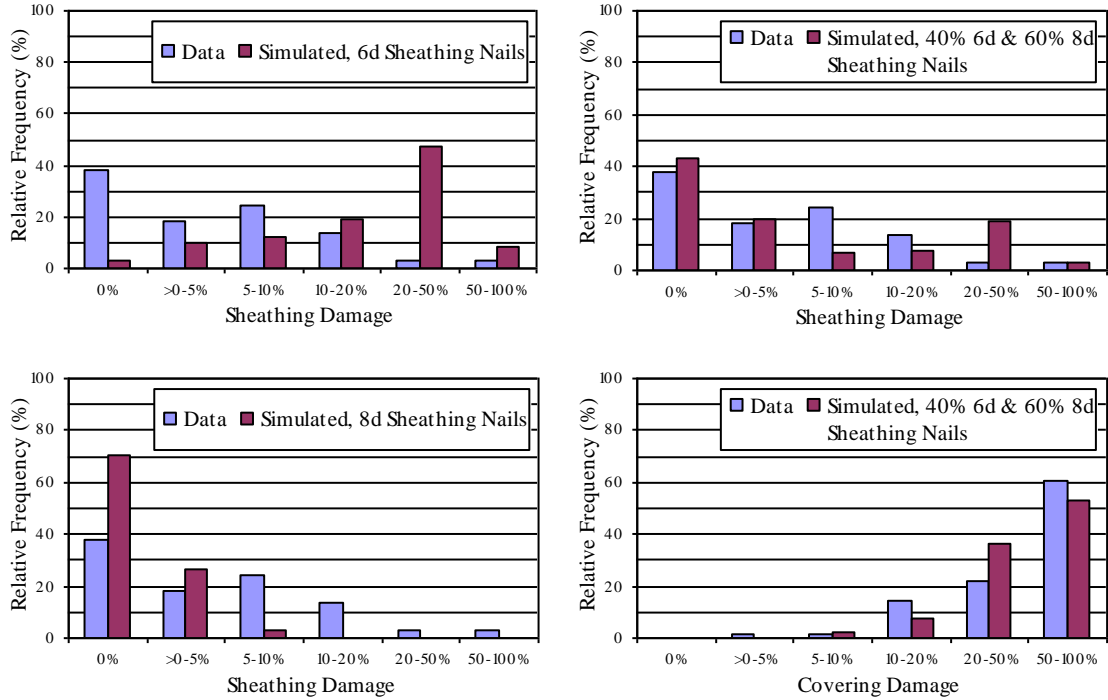 Relative Frequency (%)
100
80
60
40
20
0
Data Simulated, 6d Sheathing Nails
0% >0-5% 5-10% 10-20% 20-50% 50-100%
Sheathing Damage
Relative Frequency (%)
100
80
60
40
20
0
Data Simulated, 40% 6d & 60% 8d
Sheathing Nails
0% >0-5% 5-10% 10-20% 20-50% 50-100%
Sheathing Damage
Relative Frequency (%)
100
80
60
40
20
0
Data Simulated, 8d Sheathing Nails
0% >0-5% 5-10% 10-20% 20-50% 50-100%
Sheathing Damage
Relative Frequency (%)
100
80
60
40
20
0
Data Simulated, 40% 6d & 60% 8d
Sheathing Nails
0% >0-5% 5-10% 10-20% 20-50% 50-100%
Covering Damage